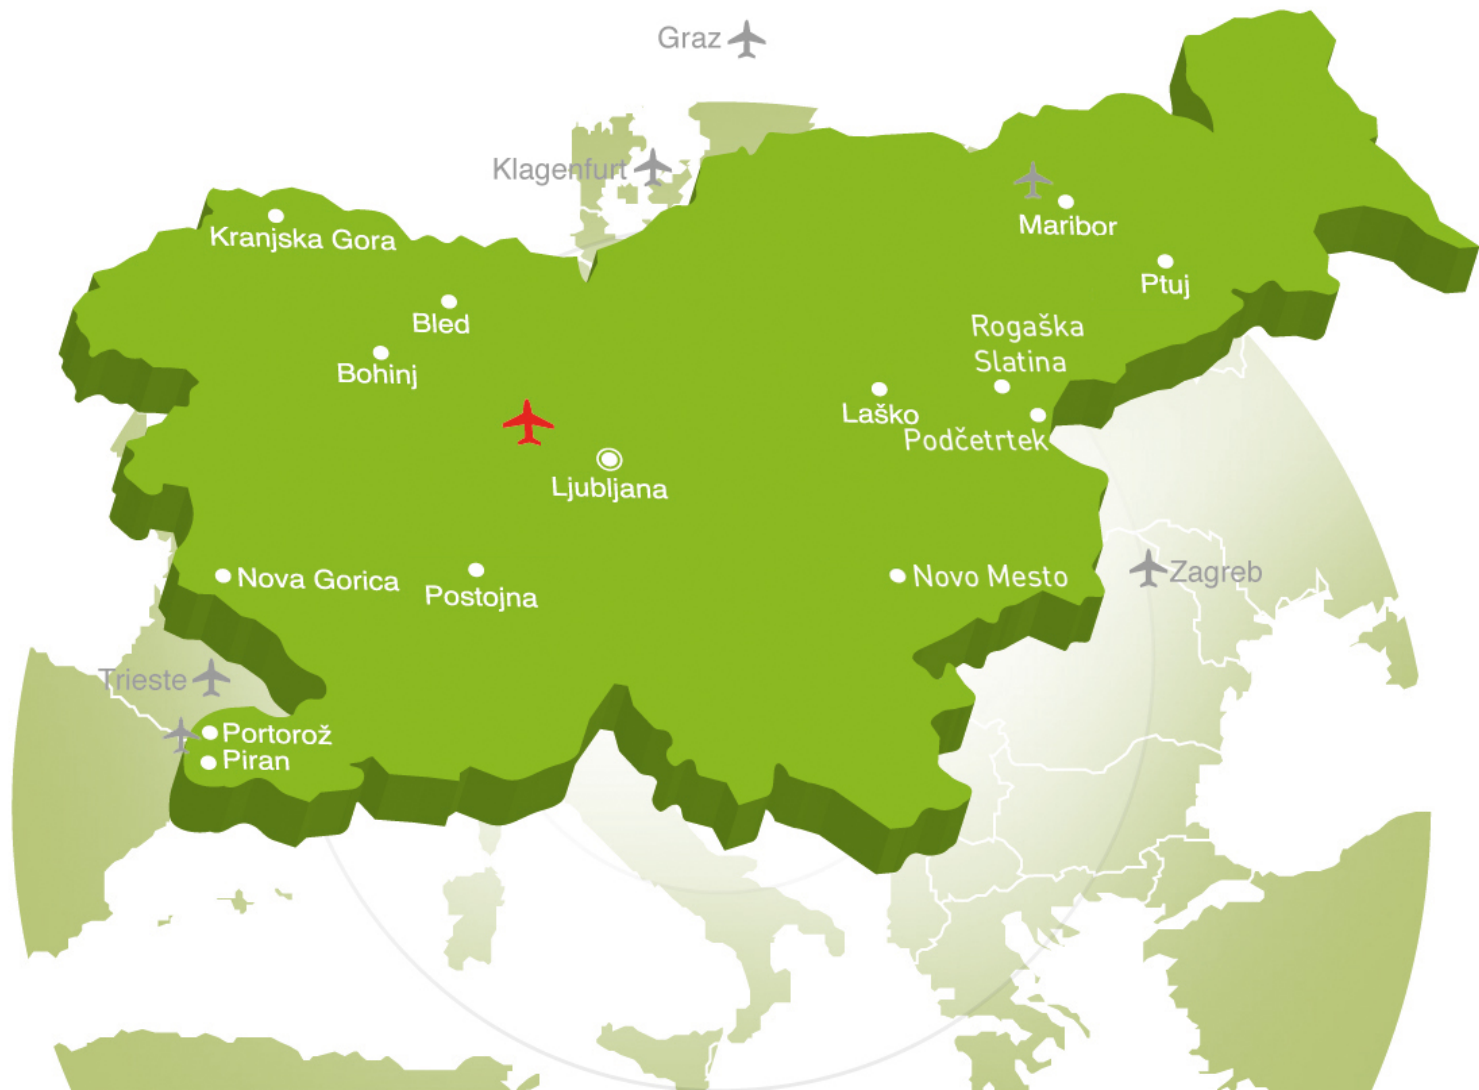 Graz
Klagenfurt
Kranjska Gora
Maribor
Ptuj
Bled
Rogaška
Slatina
Bohinj
Laško
Podčetrtek
Ljubljana
Nova Gorica
Postojna
Novo Mesto
Zagreb
Trieste
Portorož
Piran